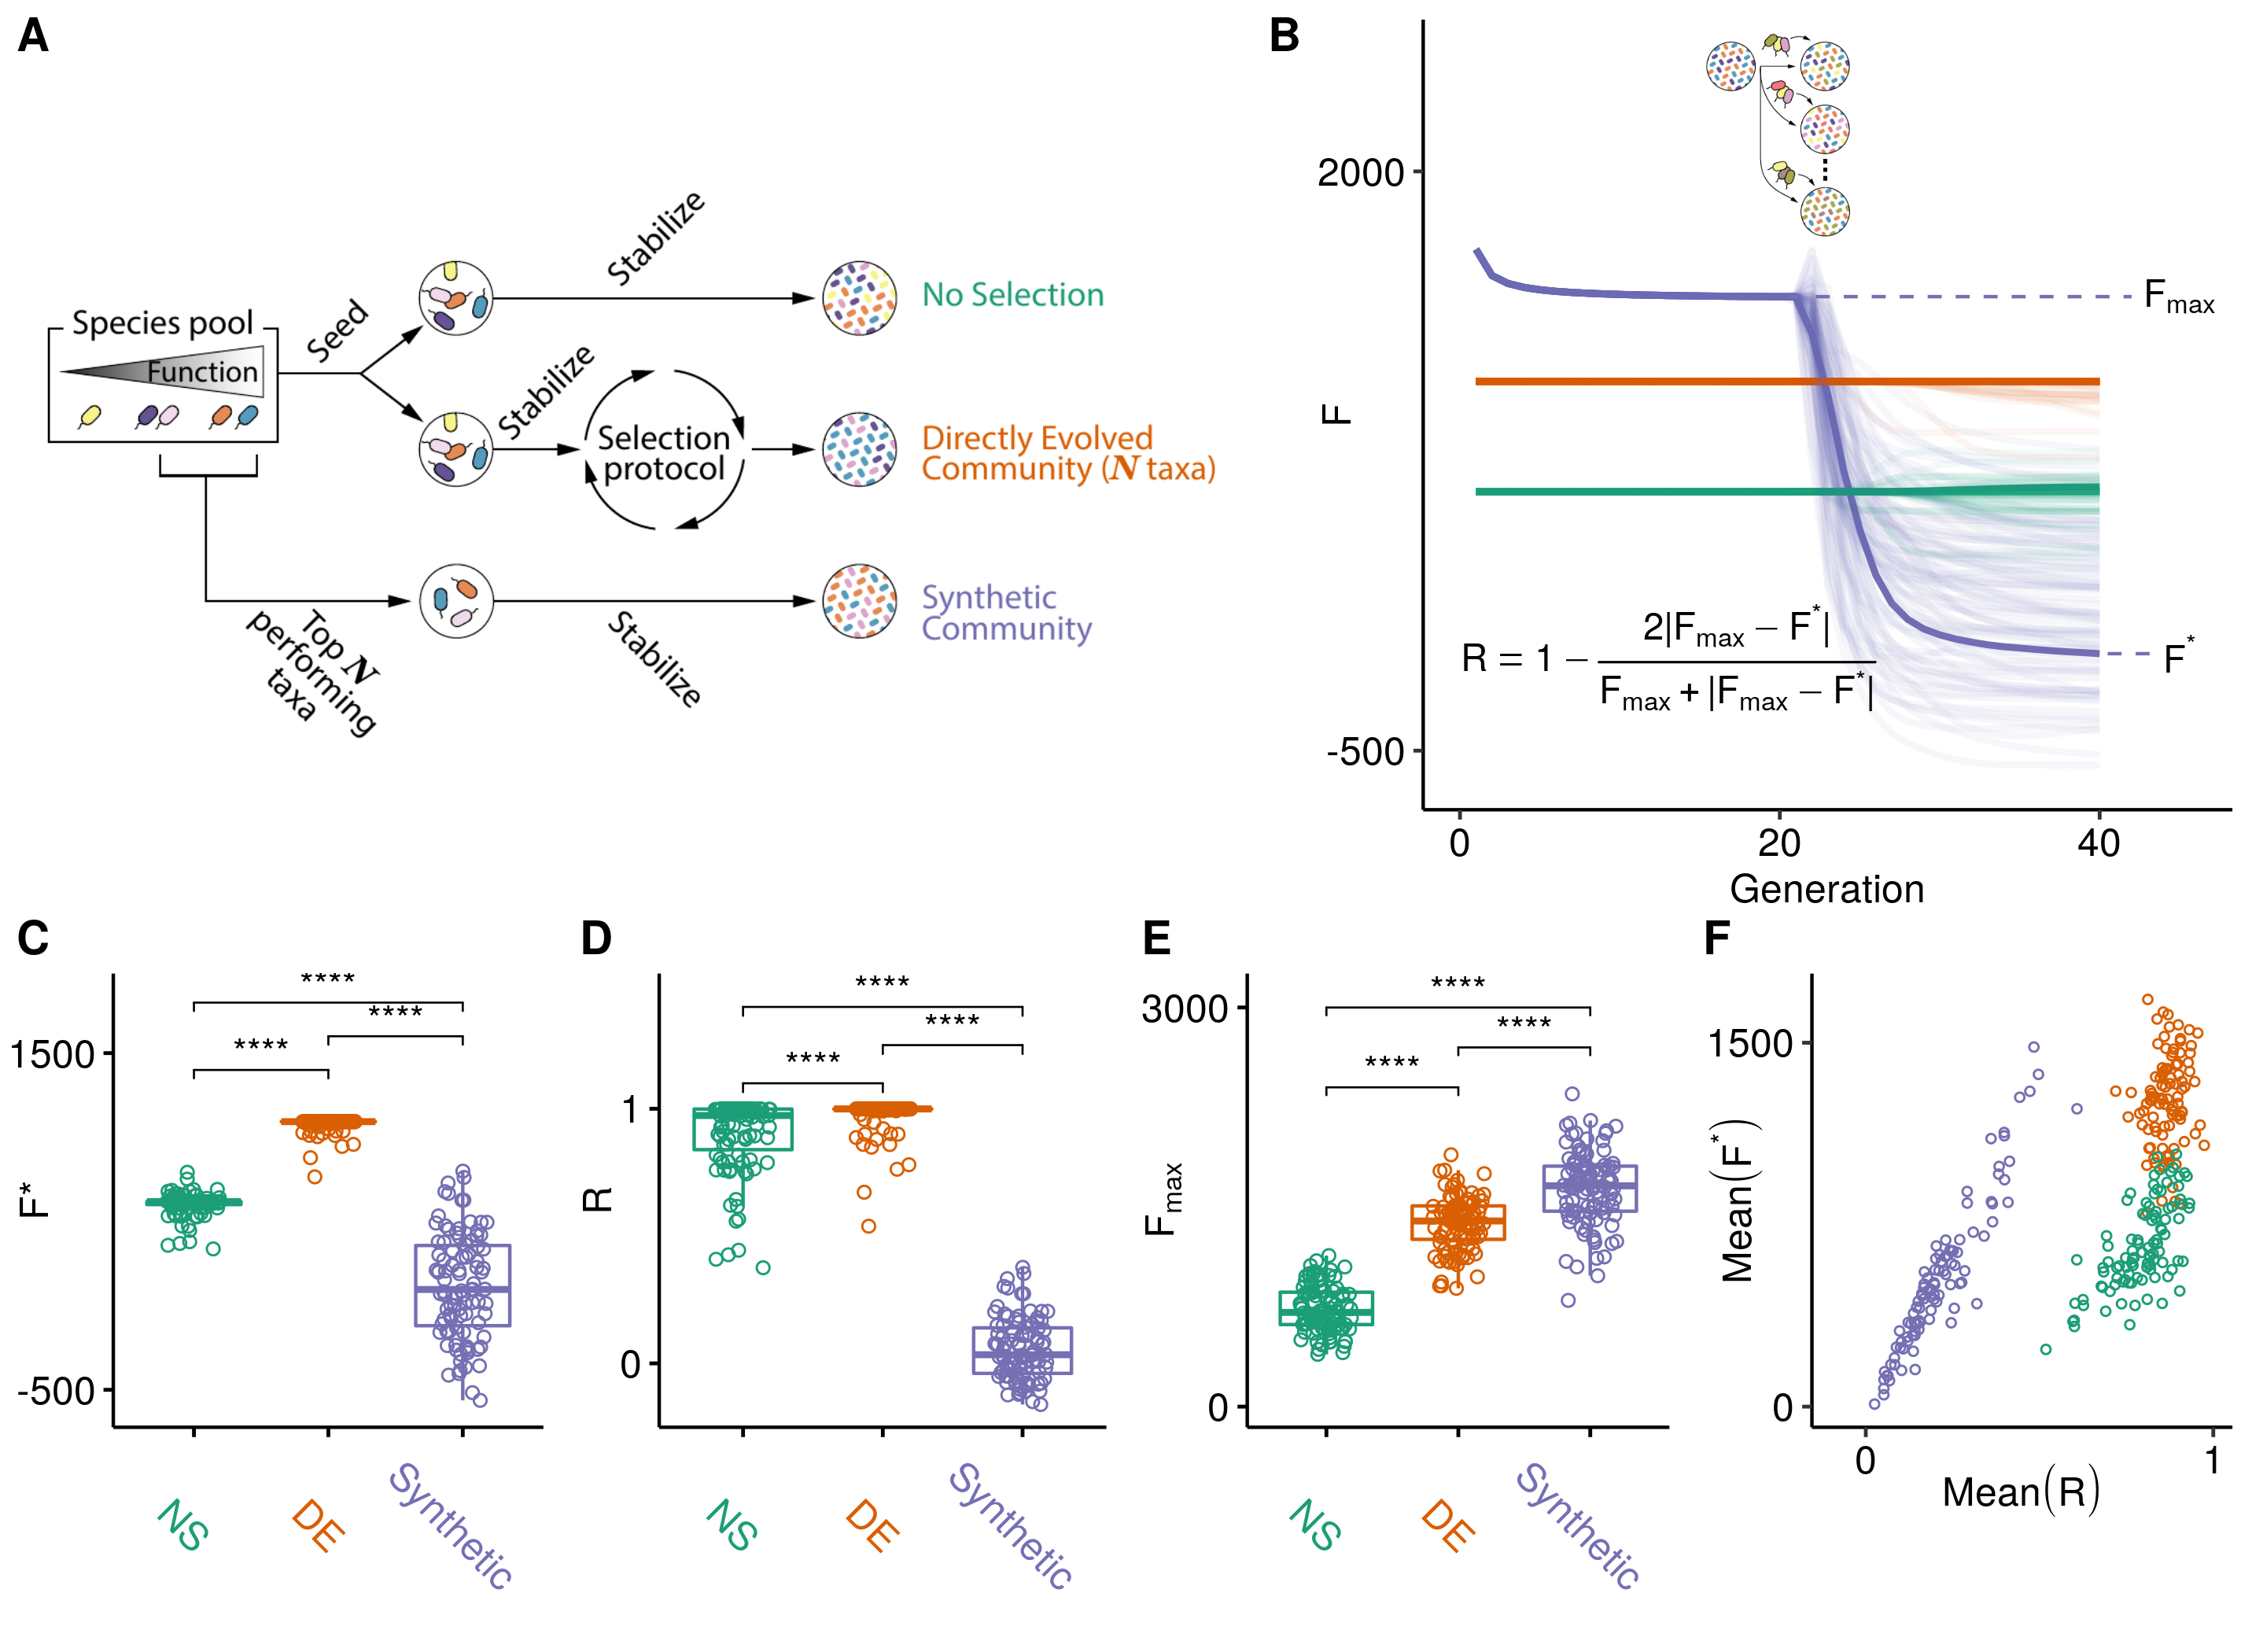 A
Species pool
Function
Seed
Stabilize
No Selection
Stabilize
Selection
protocol
Directly Evolved
Community (N taxa)
Top N
performing
taxa
Stabilize
Synthetic
Community
B
F
2000
-500
Fmax
F*
R = 1 − 2|Fmax − F*|
Fmax + |Fmax − F*|
0 20 40
Generation
C
F*
1500
-500
****
****
****
NS DE Synthetic
D
R
1
0
****
****
****
NS DE Synthetic
E
Fmax
3000
0
****
****
****
NS DE Synthetic
F
Mean(F*)
1500
0
0 1
Mean(R)